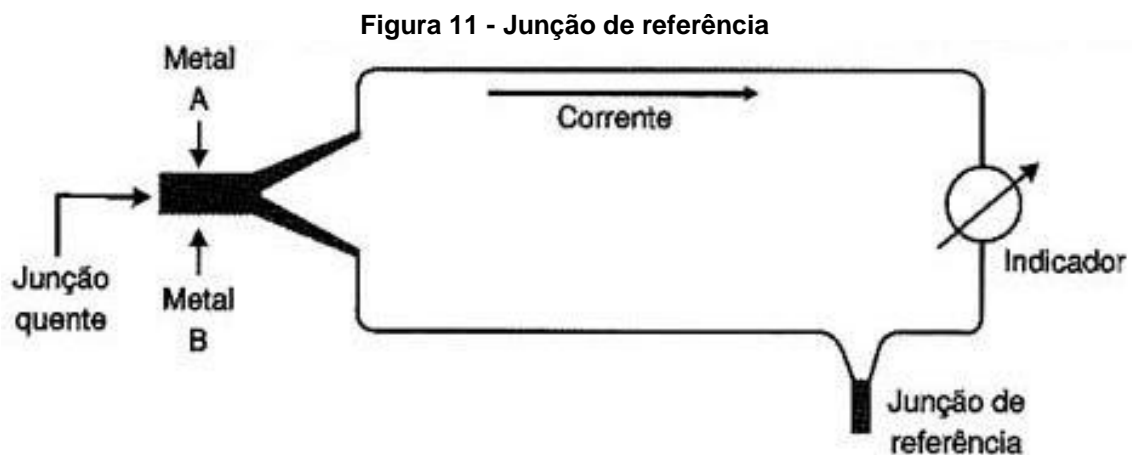 Figura 11 - Junção de referência
Metal
A
Corrente
Junção
quente
Metal
B
Indicador
Junção de
referência